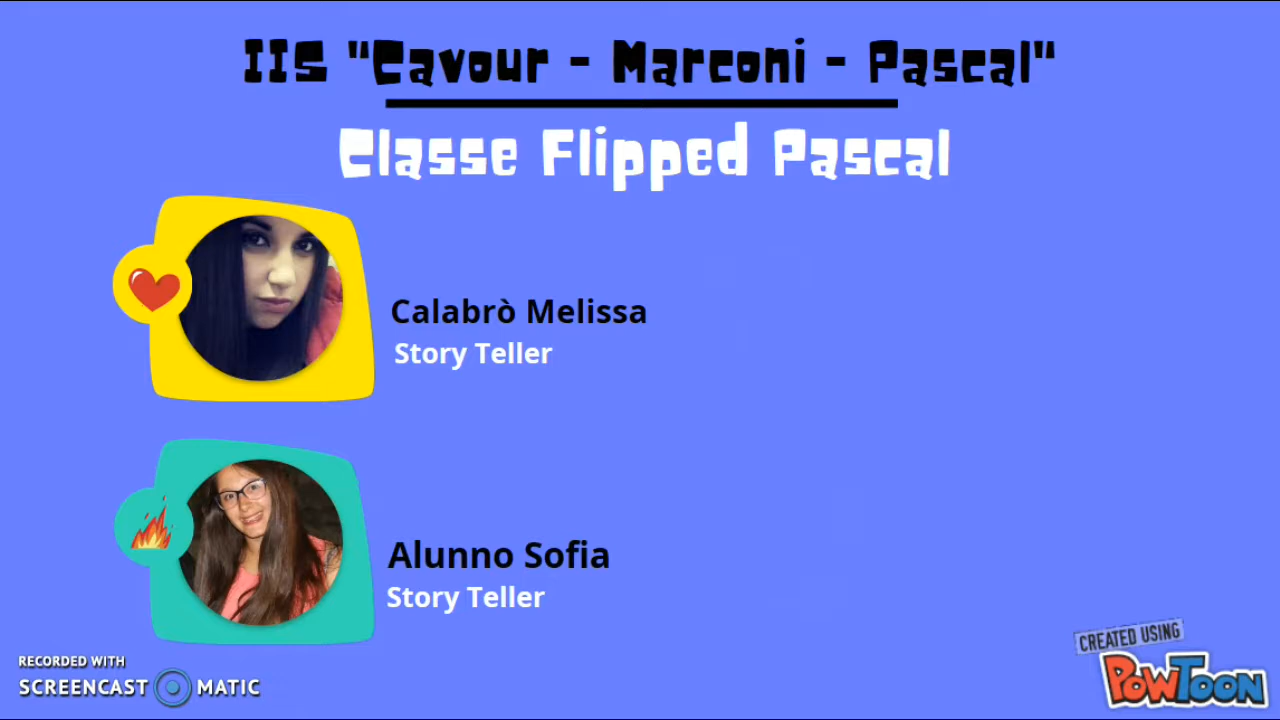 IIS "Cavour - Marconi - Pascal"
Classe Flipped Pascal
Calabrò Melissa
Story Teller
Alunno Sofia
Story Teller
RECORDED WITH
SCREENCAST MATIC
CREATED USING
POWTOON